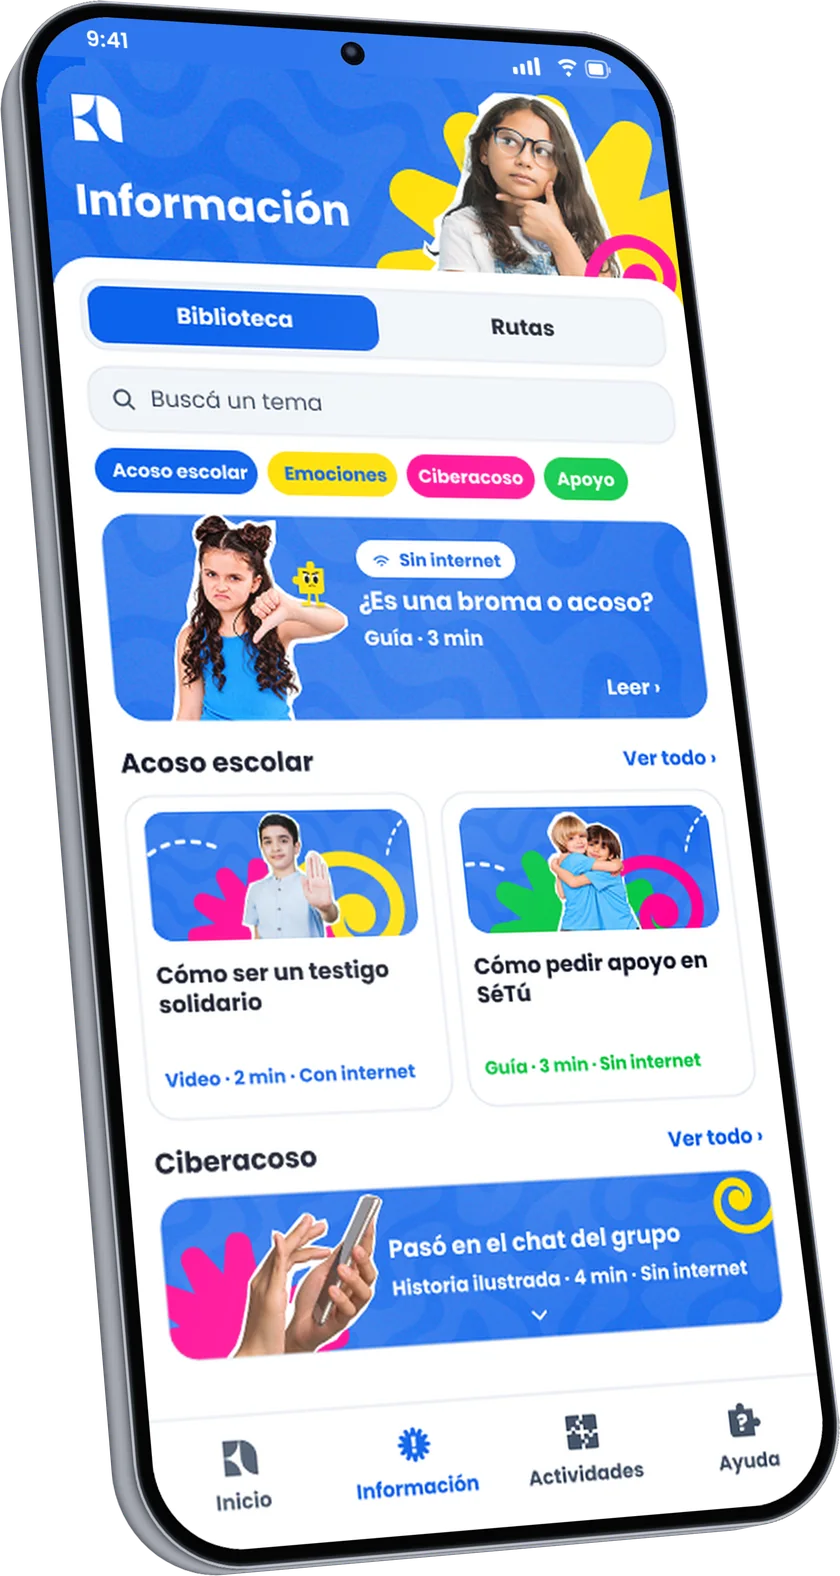 9:41
Información
Biblioteca
Rutas
Buscá un tema
Acoso escolar
Emociones
Ciberacoso
Apoyo
Sin internet
¿Es una broma o acoso?
Guía · 3 min
Leer ›
Acoso escolar
Ver todo ›
Cómo ser un testigo
solidario
Video · 2 min · Con internet
Cómo pedir apoyo en
SéTú
Guía · 3 min · Sin internet
Ciberacoso
Ver todo ›
Pasó en el chat del grupo
Historia ilustrada · 4 min · Sin internet
Inicio
Información
Actividades
Ayuda